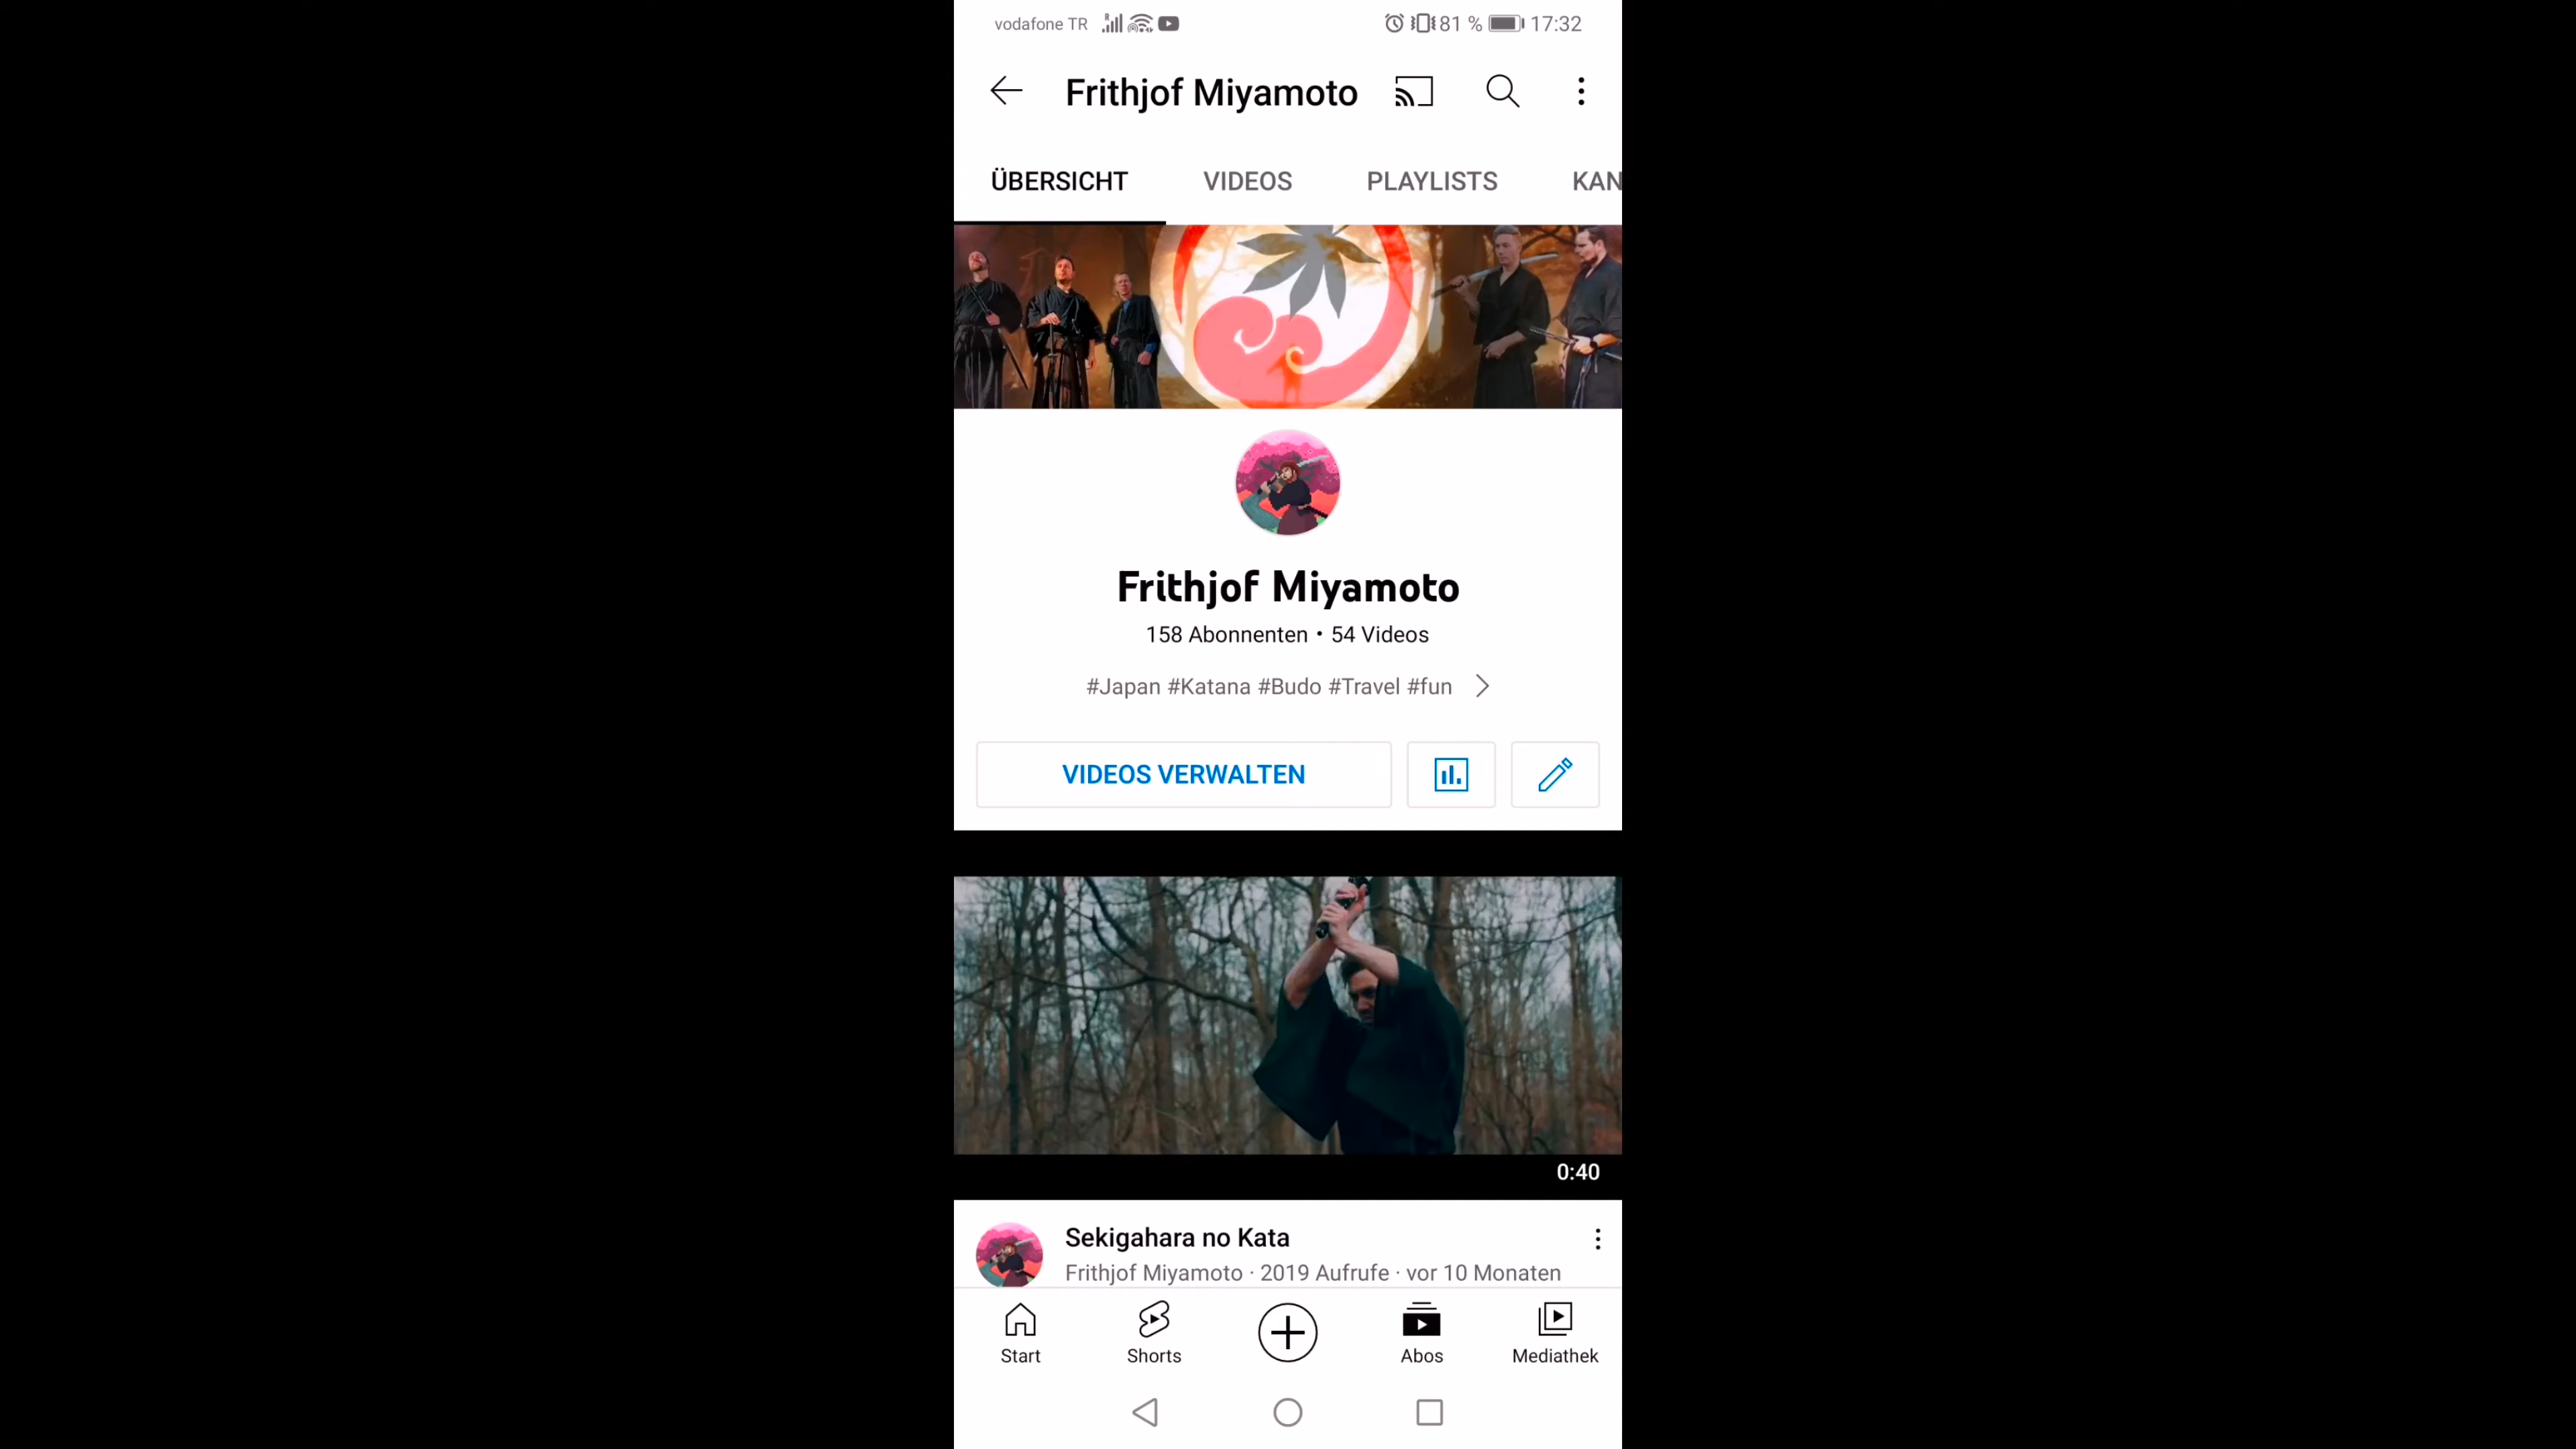 vodafone TR 81 % 17:32
Frithjof Miyamoto
ÜBERSICHT VIDEOS PLAYLISTS KAN
Frithjof Miyamoto
158 Abonnenten • 54 Videos
#Japan #Katana #Budo #Travel #fun
VIDEOS VERWALTEN
0:40
Sekigahara no Kata
Frithjof Miyamoto · 2019 Aufrufe · vor 10 Monaten
Start Shorts Abos Mediathek